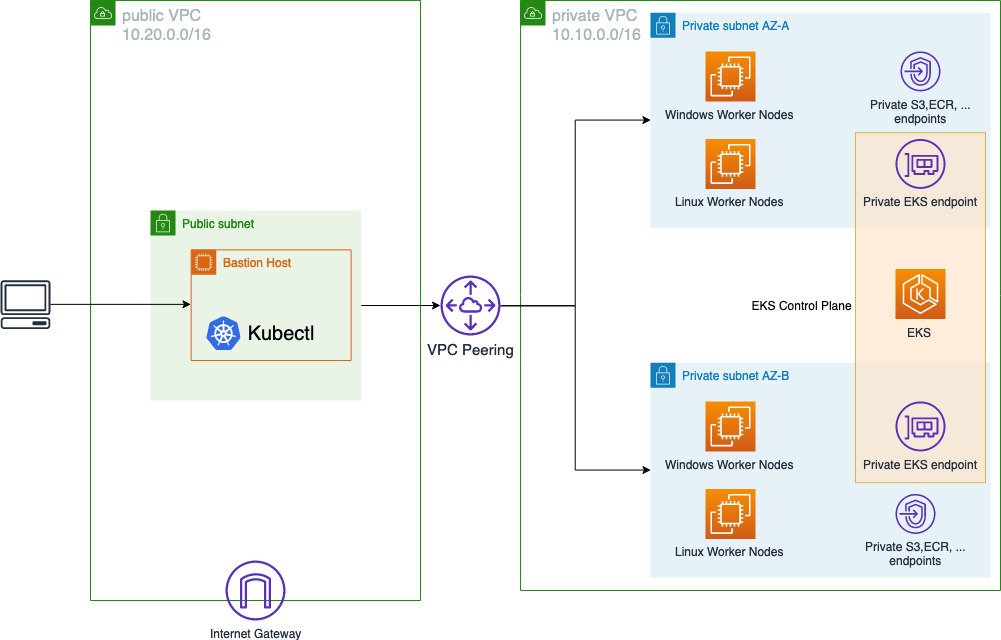 public VPC
10.20.0.0/16
Public subnet
Bastion Host
Kubectl
Internet Gateway
VPC Peering
private VPC
10.10.0.0/16
Private subnet AZ-A
Windows Worker Nodes
Linux Worker Nodes
Private S3,ECR, ...
endpoints
Private EKS endpoint
EKS Control Plane
EKS
Private subnet AZ-B
Windows Worker Nodes
Linux Worker Nodes
Private EKS endpoint
Private S3,ECR, ...
endpoints